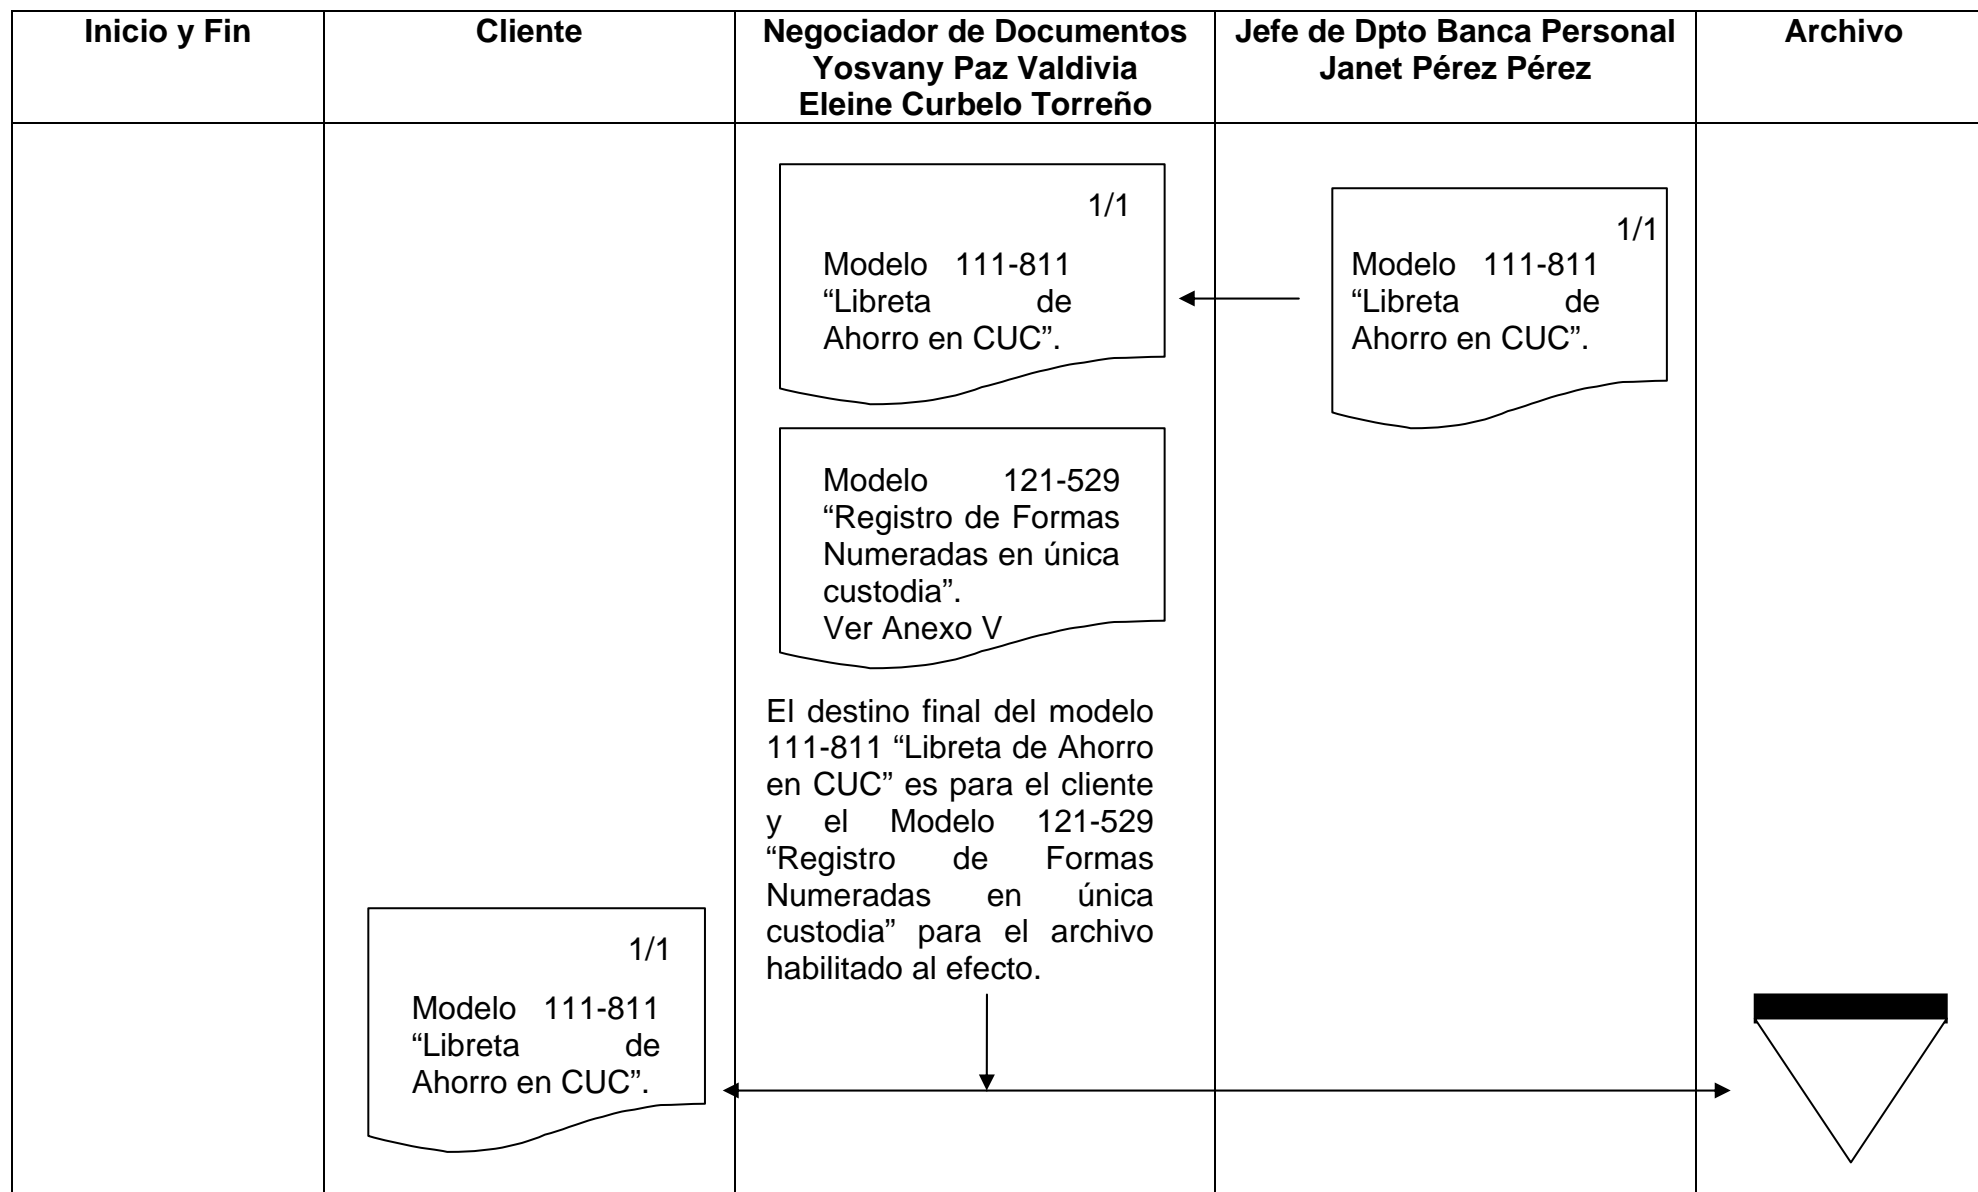 Inicio y Fin
Cliente
Negociador de Documentos
Yosvany Paz Valdivia
Eleine Curbelo Torreño
Jefe de Dpto Banca Personal
Janet Pérez Pérez
Archivo
1/1
Modelo 111-811
“Libreta de
Ahorro en CUC”.
1/1
Modelo 111-811
“Libreta de
Ahorro en CUC”.
Modelo 121-529
“Registro de Formas
Numeradas en única
custodia”.
Ver Anexo V
El destino final del modelo
111-811 “Libreta de Ahorro
en CUC” es para el cliente
y el Modelo 121-529
“Registro de Formas
Numeradas en única
custodia” para el archivo
habilitado al efecto.
1/1
Modelo 111-811
“Libreta de
Ahorro en CUC”.